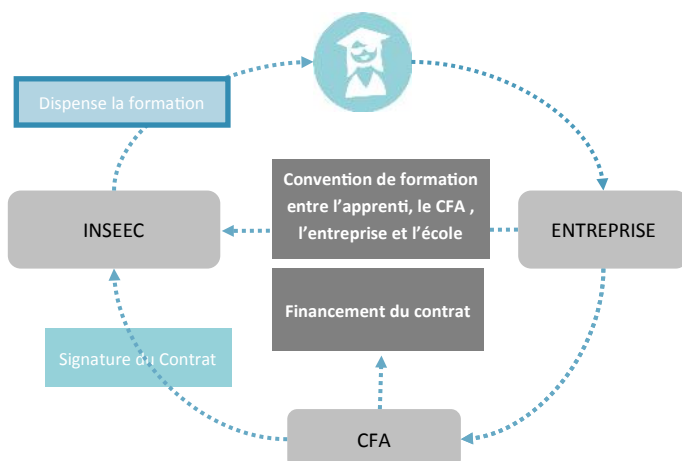 Dispense la formation
Convention de formation
entre l’apprenti, le CFA ,
l’entreprise et l’école
INSEEC
ENTREPRISE
Financement du contrat
Signature du Contrat
CFA